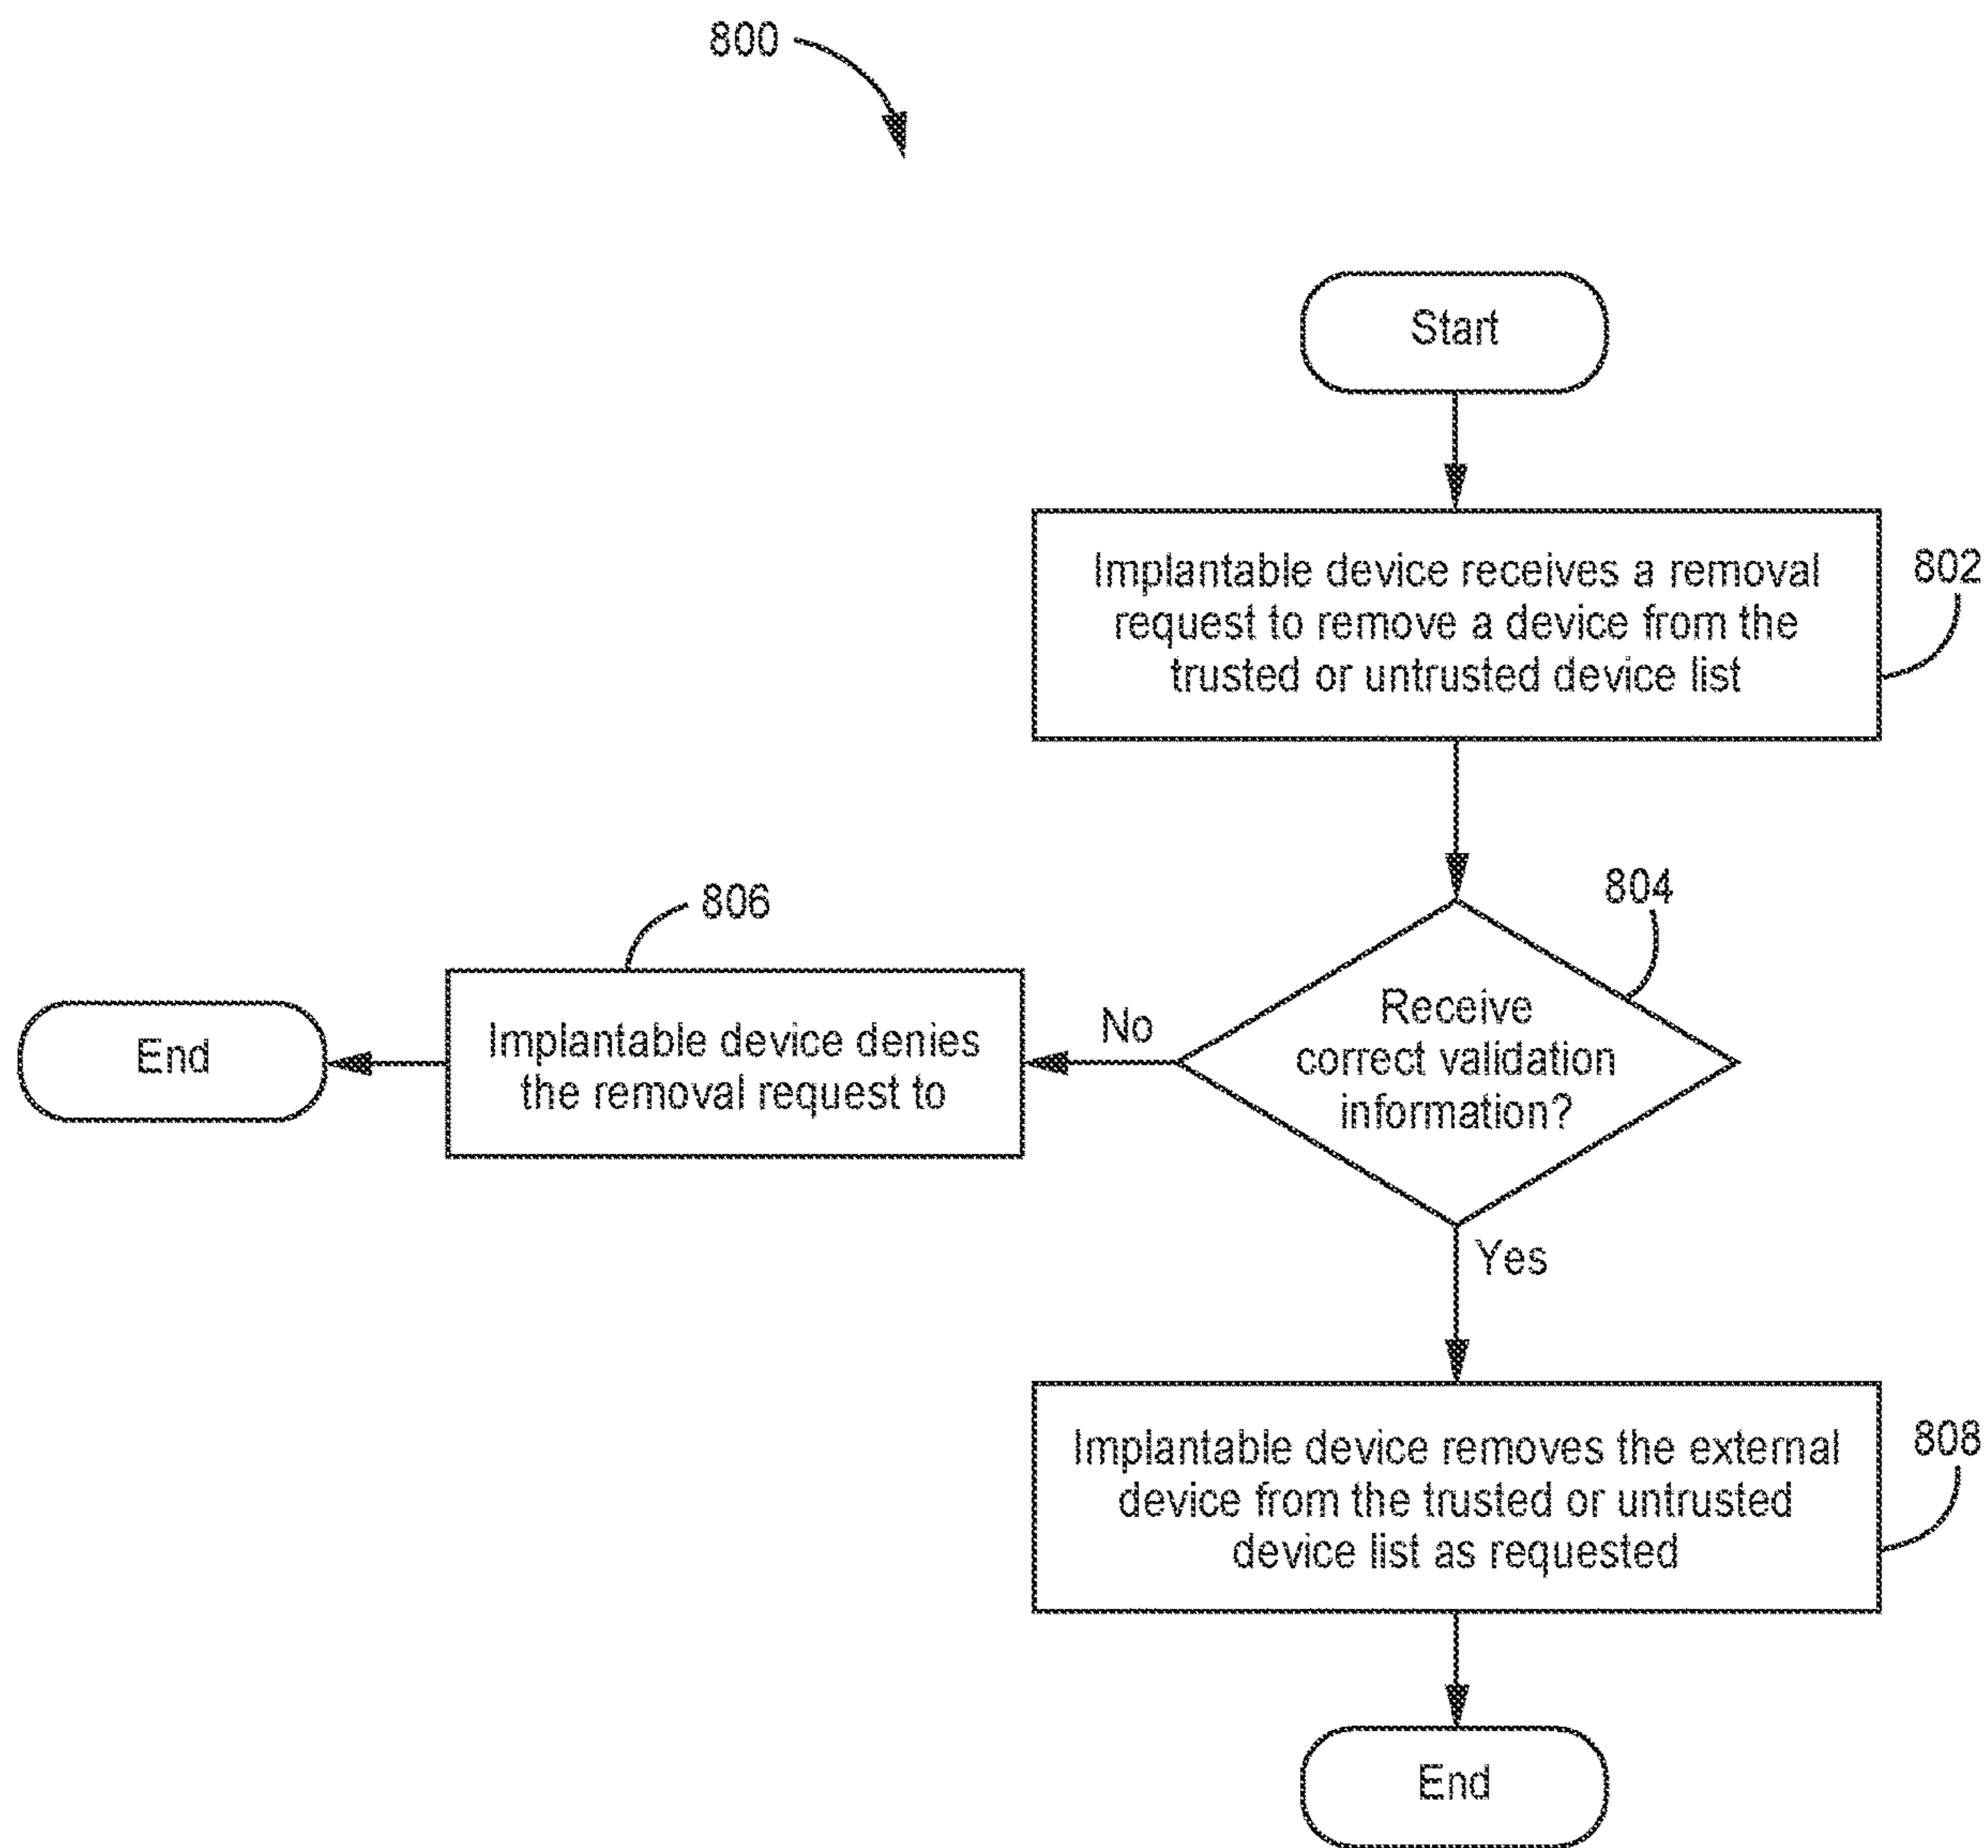 800
Start
Implantable device receives a removal
request to remove a device from the
trusted or untrusted device list
802
804
Receive
correct validation
information?
No
806
Implantable device denies
the removal request to
End
Yes
Implantable device removes the external
device from the trusted or untrusted
device list as requested
808
End